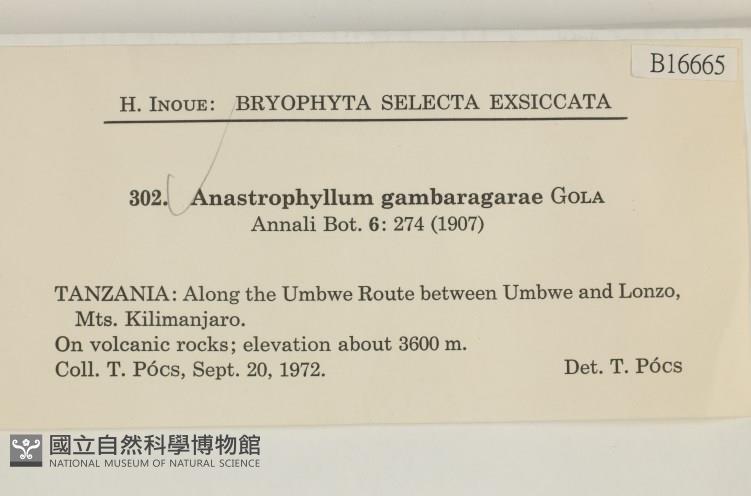 B16665
H. INOUE: BRYOPHYTA SELECTA EXSICCATA
302. Anastrophyllum gambaragarae GOLA
Annali Bot. 6: 274 (1907)
TANZANIA: Along the Umbwe Route between Umbwe and Lonzo,
Mts. Kilimanjaro.
On volcanic rocks; elevation about 3600 m.
Coll. T. PÓCS, Sept. 20, 1972. Det. T. PÓCS
國立自然科學博物館
NATIONAL MUSEUM OF NATURAL SCIENCE